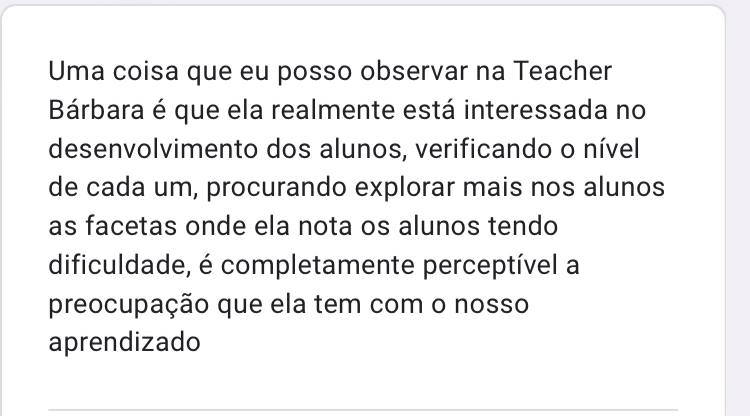 Uma coisa que eu posso observar na Teacher
Bárbara é que ela realmente está interessada no
desenvolvimento dos alunos, verificando o nível
de cada um, procurando explorar mais nos alunos
as facetas onde ela nota os alunos tendo
dificuldade, é completamente perceptível a
preocupação que ela tem com o nosso
aprendizado